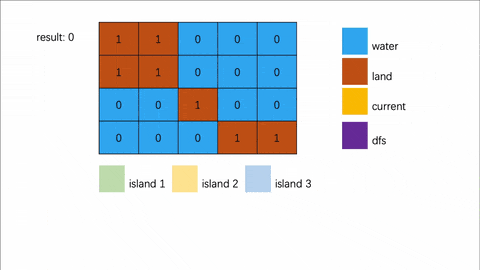 result: 0
1 1 0 0 0
1 1 0 0 0
0 0 1 0 0
0 0 0 1 1
water
land
current
dfs
island 1 island 2 island 3